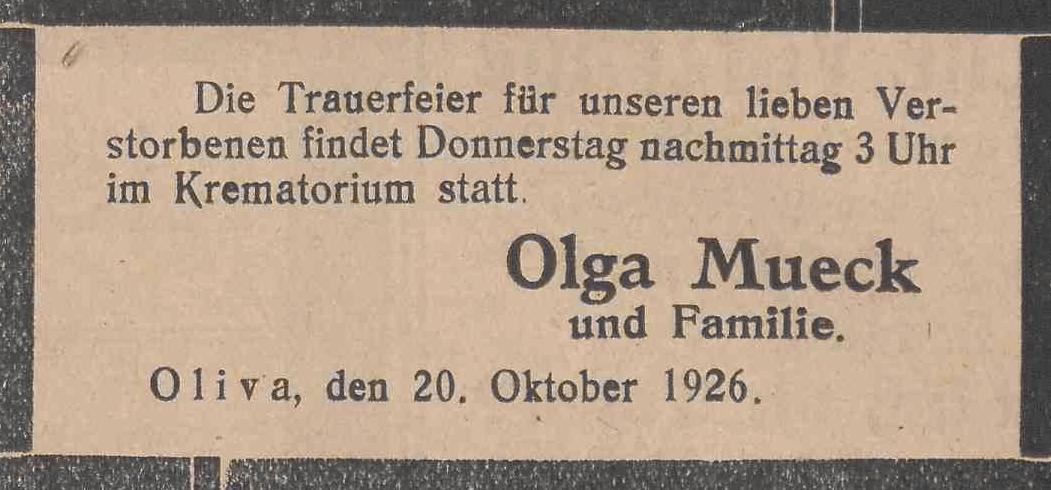 Die Trauerfeier für unseren lieben Ver-
storbenen findet Donnerstag nachmittag 3 Uhr
im Krematorium statt.
Olga Mueck
und Familie.
Oliva, den 20. Oktober 1926.